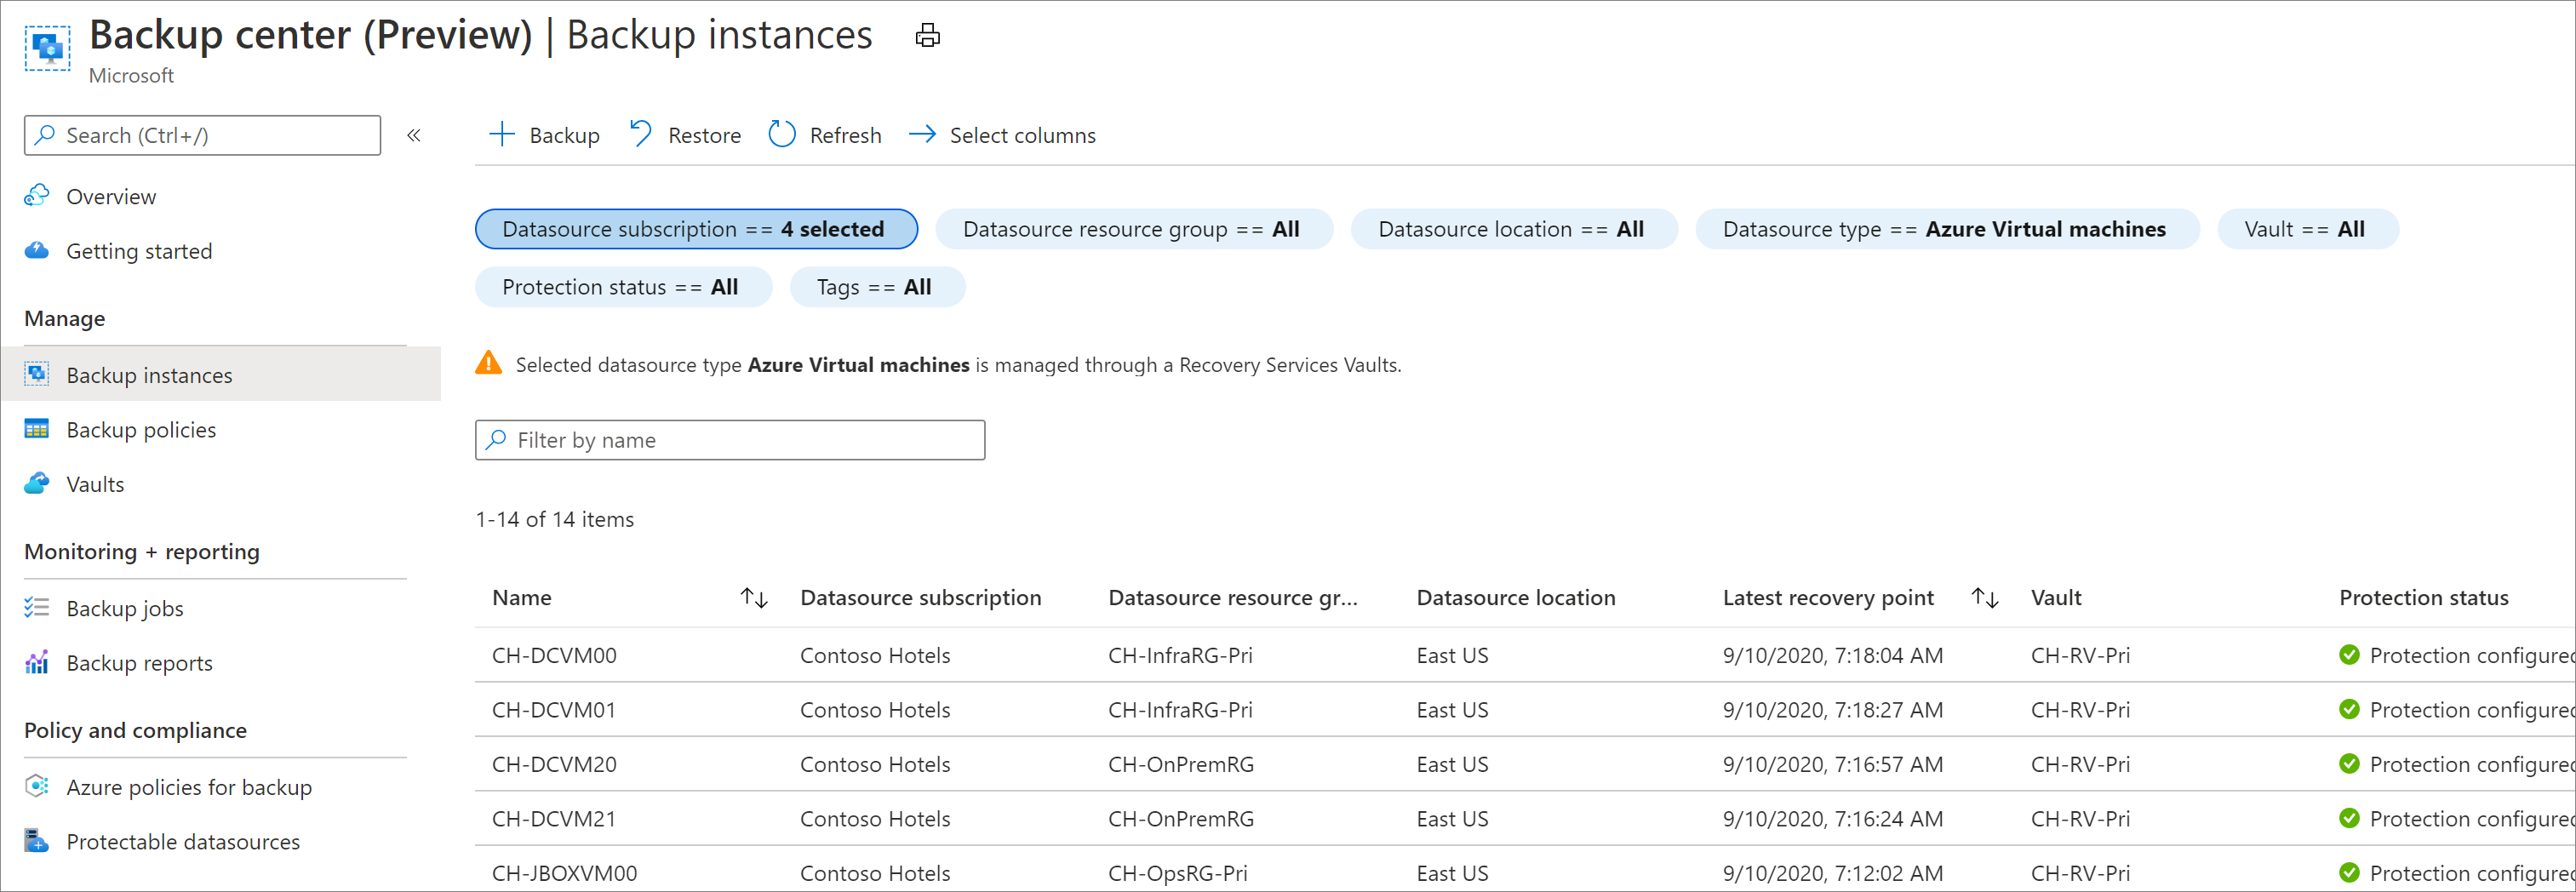 Backup center (Preview) | Backup instances
Microsoft
Search (Ctrl+/)
Overview
Getting started
Manage
Backup instances
Backup policies
Vaults
Monitoring + reporting
Backup jobs
Backup reports
Policy and compliance
Azure policies for backup
Protectable datasources
Backup Restore Refresh Select columns
Datasource subscription == 4 selected Datasource resource group == All Datasource location == All Datasource type == Azure Virtual machines Vault == All
Protection status == All Tags == All
Selected datasource type Azure Virtual machines is managed through a Recovery Services Vaults.
Filter by name
1-14 of 14 items
Name Datasource subscription Datasource resource gr... Datasource location Latest recovery point Vault Protection status
CH-DCVM00 Contoso Hotels CH-InfraRG-Pri East US 9/10/2020, 7:18:04 AM CH-RV-Pri Protection configured
CH-DCVM01 Contoso Hotels CH-InfraRG-Pri East US 9/10/2020, 7:18:27 AM CH-RV-Pri Protection configured
CH-DCVM20 Contoso Hotels CH-OnPremRG East US 9/10/2020, 7:16:57 AM CH-RV-Pri Protection configured
CH-DCVM21 Contoso Hotels CH-OnPremRG East US 9/10/2020, 7:16:24 AM CH-RV-Pri Protection configured
CH-JBOXVM00 Contoso Hotels CH-OpsRG-Pri East US 9/10/2020, 7:12:02 AM CH-RV-Pri Protection configured